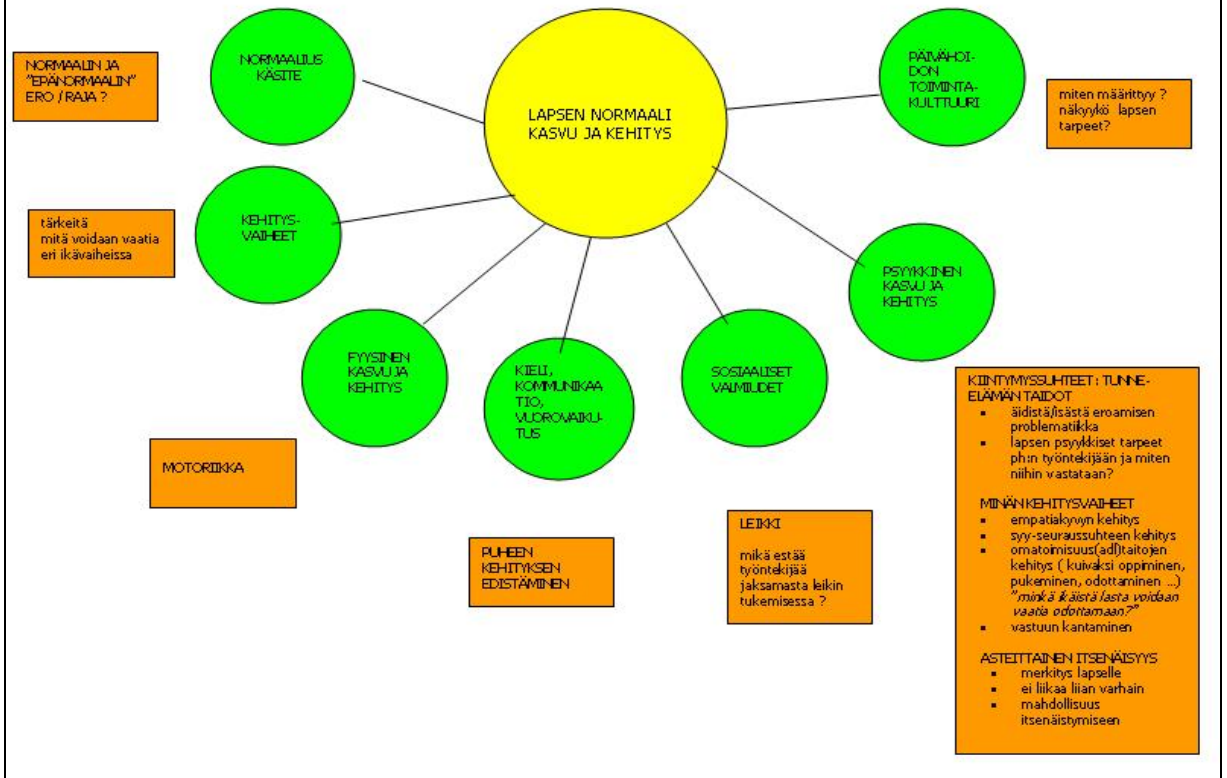 NORMAALIN JA
"EPÄNORMAALIN"
ERO / RAJA ?
NORMAALIUS
KÄSITE
LAPSEN NORMAALI
KASVU JA KEHITYS
PÄIVÄHOI-
DON
TOIMINTA-
KULTTUURI
miten määrittyy ?
näkyykö lapsen
tarpeet?
tärkeitä
mitä voidaan vaatia
eri ikävaiheissa
KEHITYS-
VAIHEET
PSYYKKINEN
KASVU JA
KEHITYS
FYYSINEN
KASVU JA
KEHITYS
KIELI,
KOMMUNIKAA
TIO,
VUOROVAIKU-
TUS
SOSIAALISET
VALMIUDET
MOTORIIKKA
PUHEEN
KEHITYKSEN
EDISTÄMINEN
LEIKKI
mikä estää
työntekijää
jaksamasta leikin
tukemisessa ?
KIINTYMYSSUHTEET : TUNNE-
ELÄMÄN TAIDOT
▪ äidistä/isästä eroamisen
problematiikka
▪ lapsen psyykkiset tarpeet
ph:n työntekijään ja miten
niihin vastataan?
MINÄN KEHITYSVAIHEET
▪ empatiakyvyn kehitys
▪ syy-seuraussuhteen kehitys
▪ omatoimisuus(adl)taitojen
kehitys ( kuivaksi oppiminen,
pukeminen, odottaminen ...)
"minkä ikäistä lasta voidaan
vaatia odottamaan?"
▪ vastuun kantaminen
ASTEITTAINEN ITSENÄISYYS
▪ merkitys lapselle
▪ ei liikaa liian varhain
▪ mahdollisuus
itsenäistymiseen